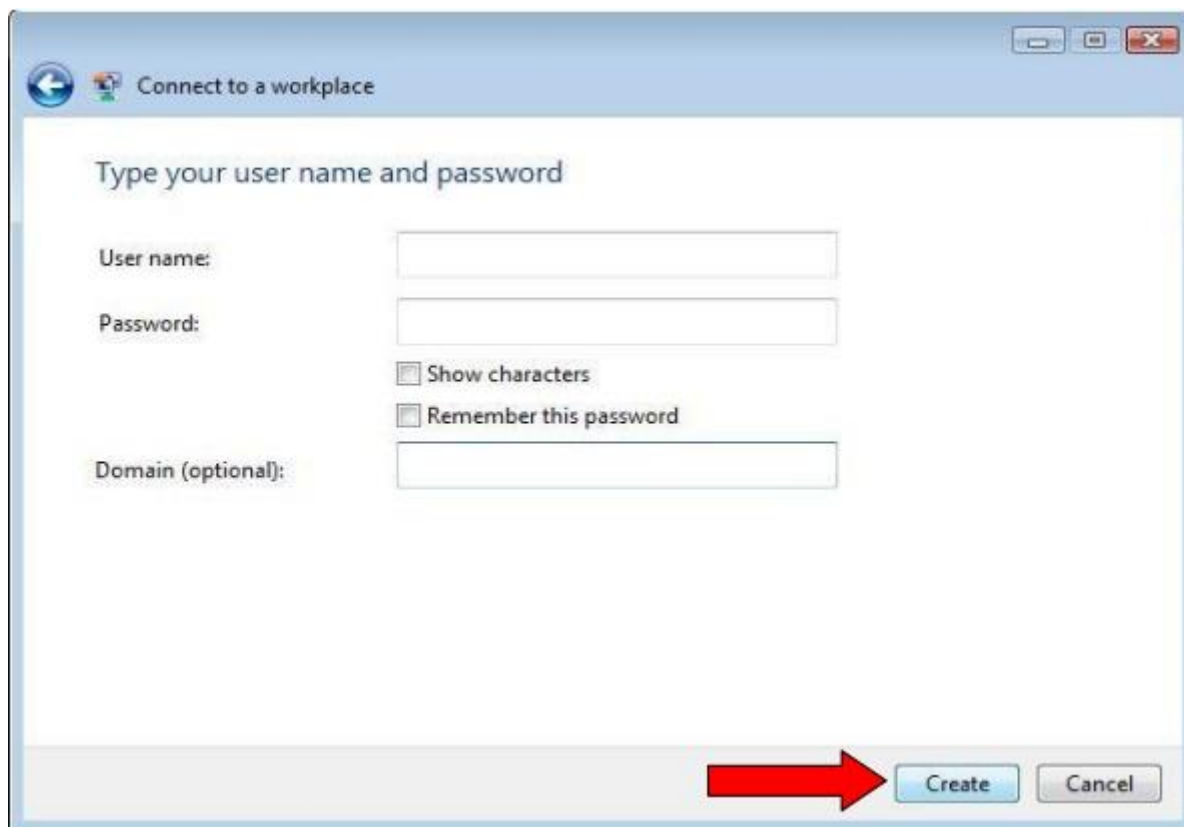 Connect to a workplace
Type your user name and password
User name:
Password:
Show characters
Remember this password
Domain (optional):
Create Cancel